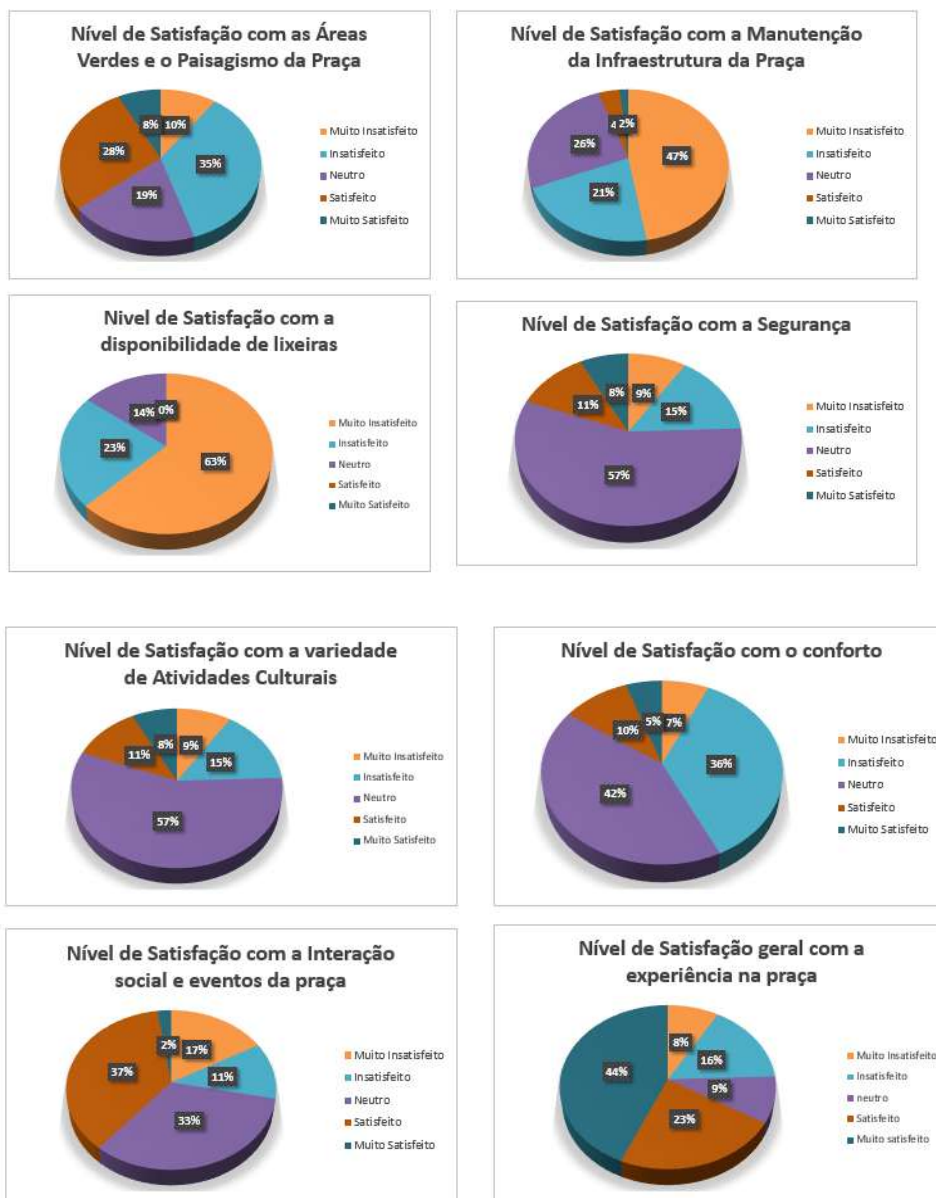 Nível de Satisfação com as Áreas
Verdes e o Paisagismo da Praça
8%
10%
28%
35%
19%
Muito Insatisfeito
Insatisfeito
Neutro
Satisfeito
Muito Satisfeito
Nível de Satisfação com a Manutenção
da Infraestrutura da Praça
4
2%
26%
47%
21%
Muito Insatisfeito
Insatisfeito
Neutro
Satisfeito
Muito Satisfeito
Nivel de Satisfação com a
disponibilidade de lixeiras
14%
0%
23%
63%
Muito Insatisfeito
Insatisfeito
Neutro
Satisfeito
Muito Satisfeito
Nível de Satisfação com a Segurança
8%
9%
11%
15%
57%
Muito Insatisfeito
Insatisfeito
Neutro
Satisfeito
Muito Satisfeito
Nível de Satisfação com a variedade
de Atividades Culturais
8%
9%
11%
15%
57%
Muito Insatisfeito
Insatisfeito
Neutro
Satisfeito
Muito Satisfeito
Nível de Satisfação com o conforto
5%
7%
10%
36%
42%
Muito Insatisfeito
Insatisfeito
Neutro
Satisfeito
Muito Satisfeito
Nível de Satisfação com a Interação
social e eventos da praça
2%
17%
37%
11%
33%
Muito Insatisfeito
Insatisfeito
Neutro
Satisfeito
Muito Satisfeito
Nível de Satisfação geral com a
experiência na praça
8%
16%
44%
9%
23%
Muito Insatisfeito
Insatisfeito
neutro
Satisfeito
Muito satisfeito